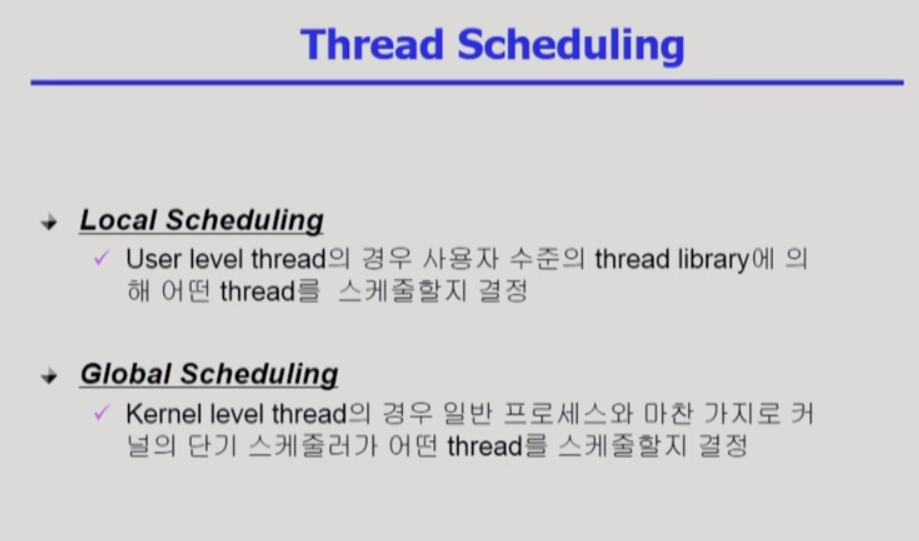 Thread Scheduling
Local Scheduling
User level thread의 경우 사용자 수준의 thread library에 의
해 어떤 thread를 스케줄할지 결정
Global Scheduling
Kernel level thread의 경우 일반 프로세스와 마찬 가지로 커
널의 단기 스케줄러가 어떤 thread를 스케줄할지 결정